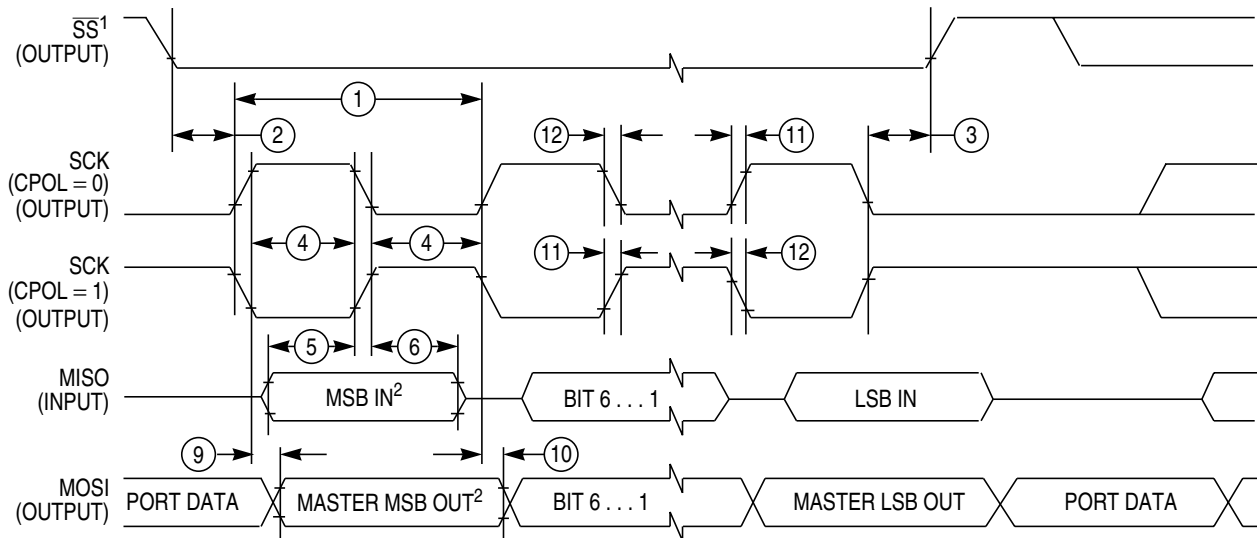 SS¹
(OUTPUT)
1
2
12
11
3
SCK
(CPOL = 0)
(OUTPUT)
4
4
SCK
(CPOL = 1)
(OUTPUT)
11
12
5
6
MISO
(INPUT)
MSB IN²
BIT 6 . . . 1
LSB IN
9
10
MOSI
(OUTPUT)
PORT DATA
MASTER MSB OUT²
BIT 6 . . . 1
MASTER LSB OUT
PORT DATA